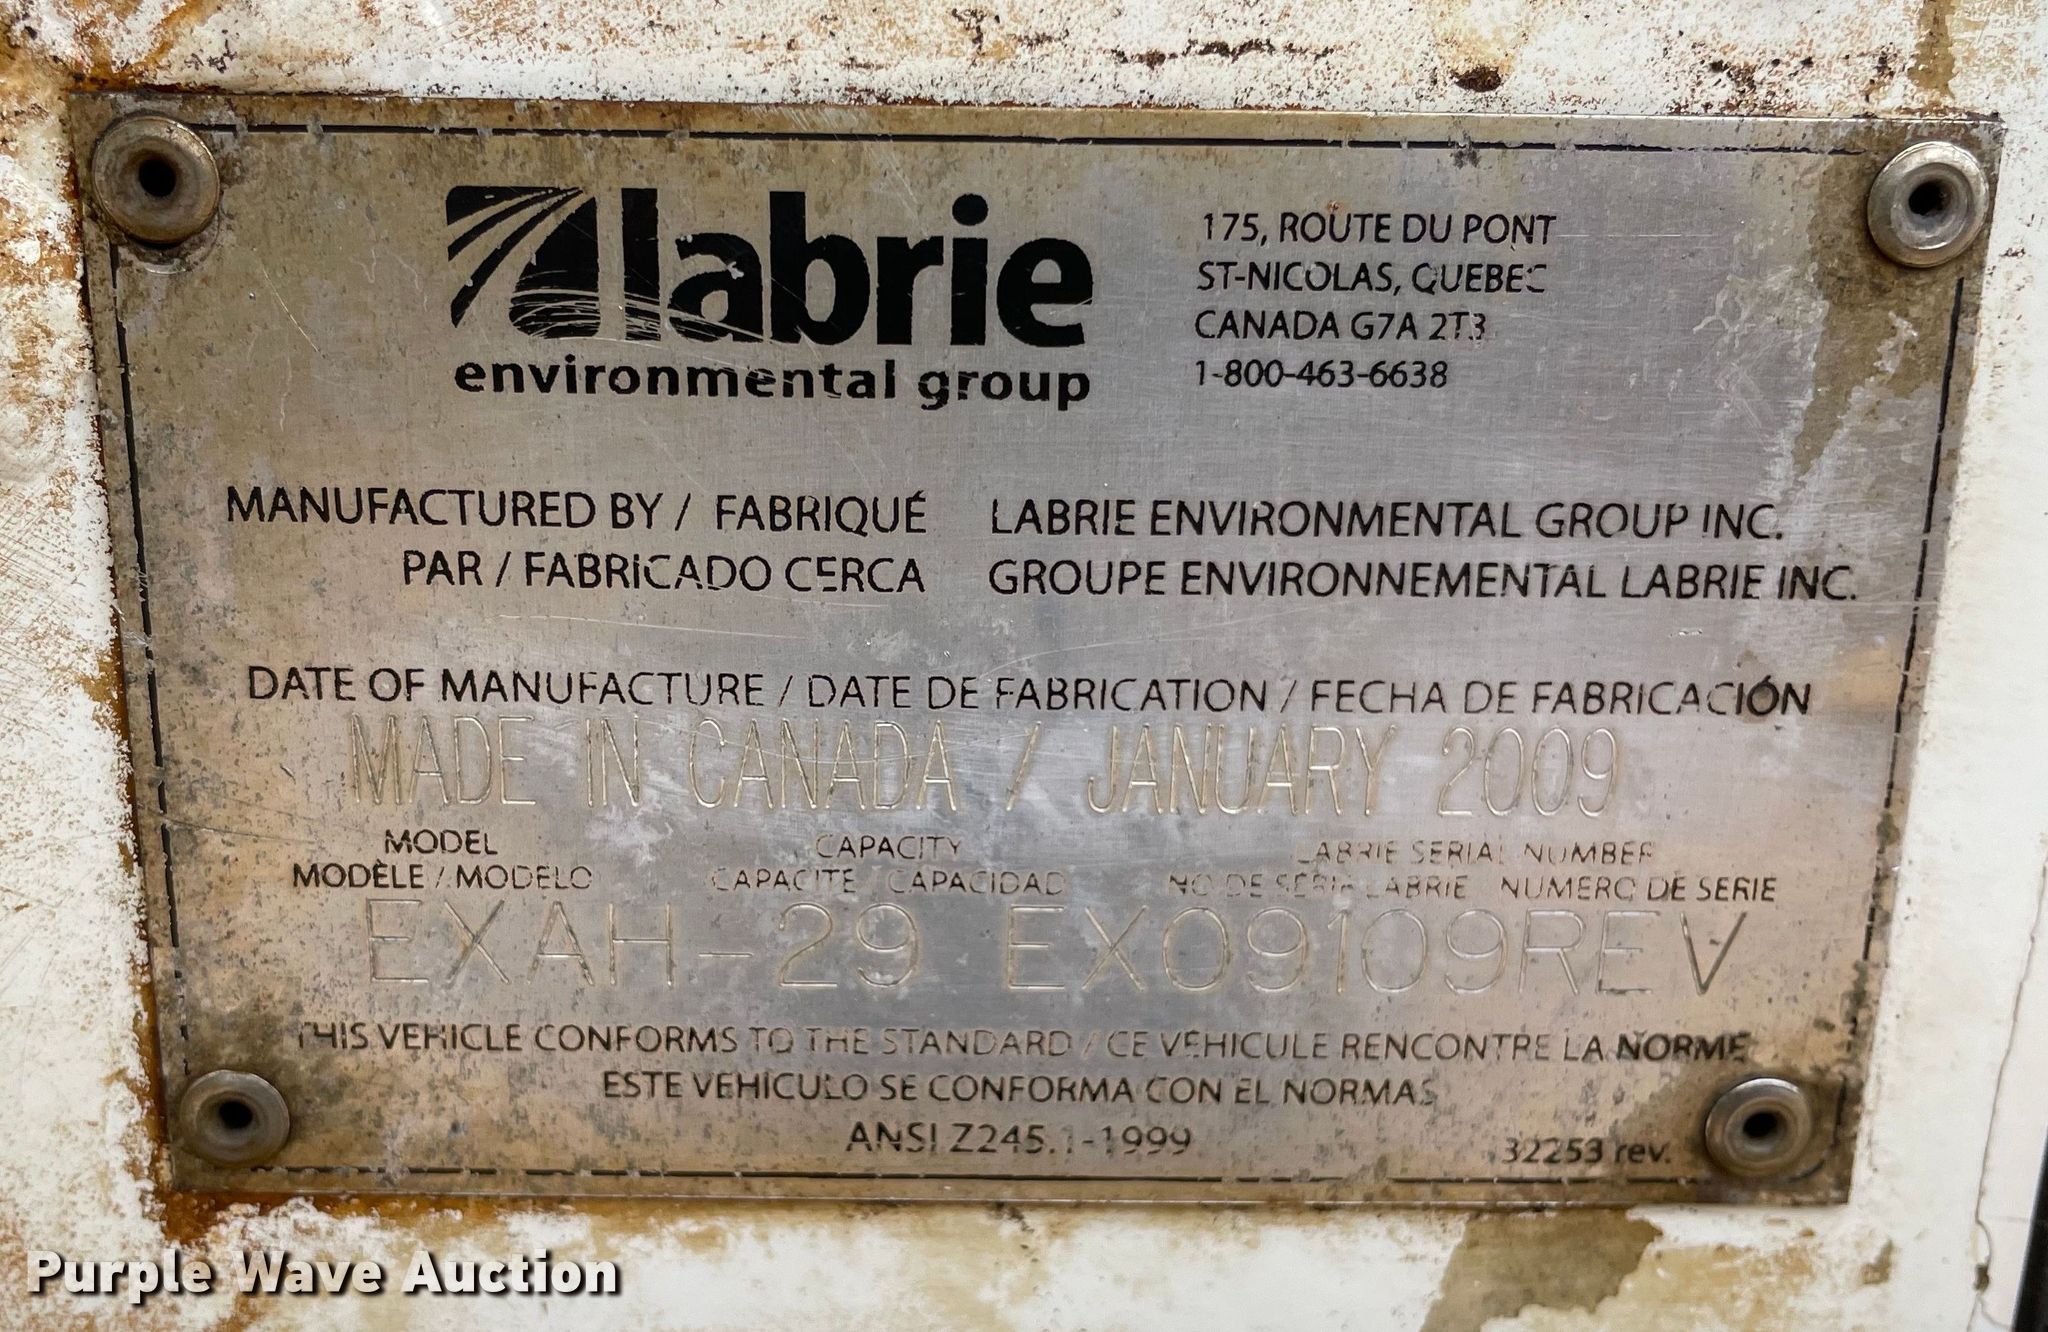 labrie
environmental group
175, ROUTE DU PONT
ST-NICOLAS, QUEBEC
CANADA G7A 2T3
1-800-463-6638
MANUFACTURED BY / FABRIQUÉ
PAR / FABRICADO CERCA
LABRIE ENVIRONMENTAL GROUP INC.
GROUPE ENVIRONNEMENTAL LABRIE INC.
DATE OF MANUFACTURE / DATE DE FABRICATION / FECHA DE FABRICACIÓN
MADE IN CANADA / JANUARY 2009
MODEL
MODÈLE / MODELO
CAPACITY
CAPACITE / CAPACIDAD
LABRIE SERIAL NUMBER
NO DE SERIE LABRIE NUMERO DE SERIE
EXAH-29 EX09109REV
THIS VEHICLE CONFORMS TO THE STANDARD / CE VÉHICULE RENCONTRE LA NORME
ESTE VEHÍCULO SE CONFORMA CON EL NORMAS
ANSI Z245.1-1999
32253 rev.
Purple Wave Auction